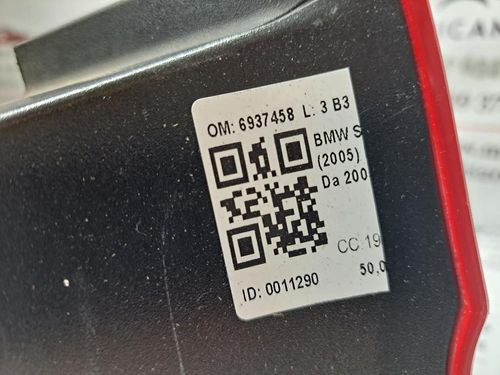 OM: 6937458 L: 3 B3
BMW S
(2005)
Da 200
CC 19
50,0
ID: 0011290